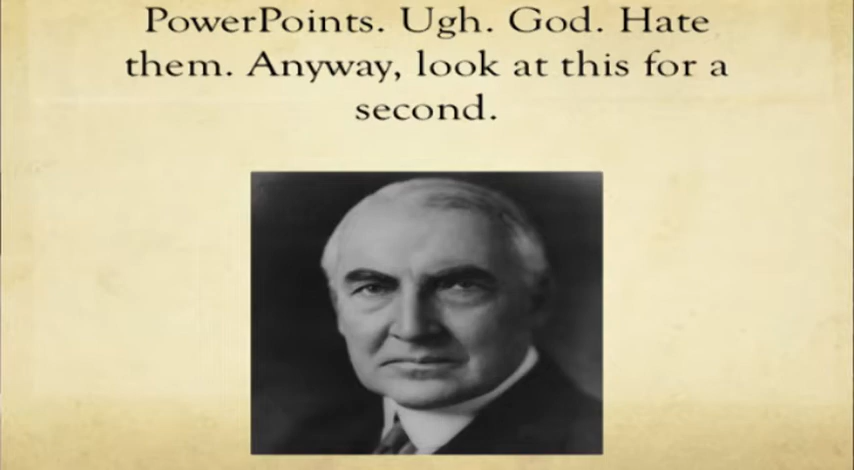 PowerPoints. Ugh. God. Hate
them. Anyway, look at this for a
second.